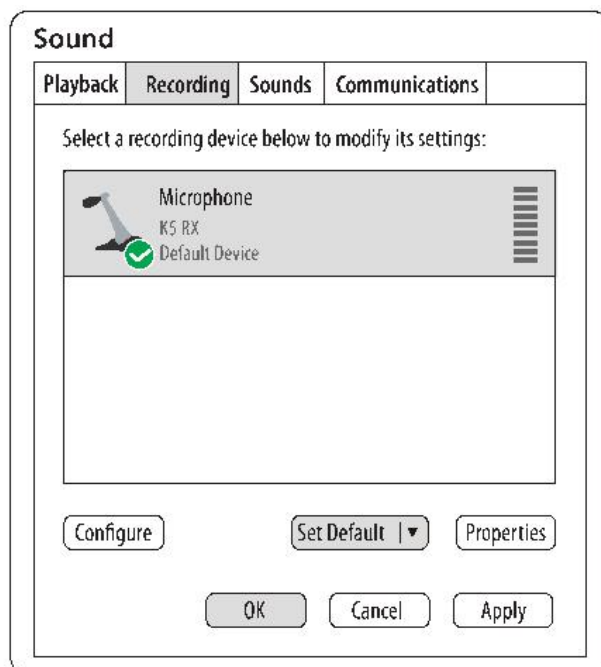 Sound
Playback Recording Sounds Communications
Select a recording device below to modify its settings:
Microphone
K5 RX
Default Device
Configure Set Default Properties
OK Cancel Apply